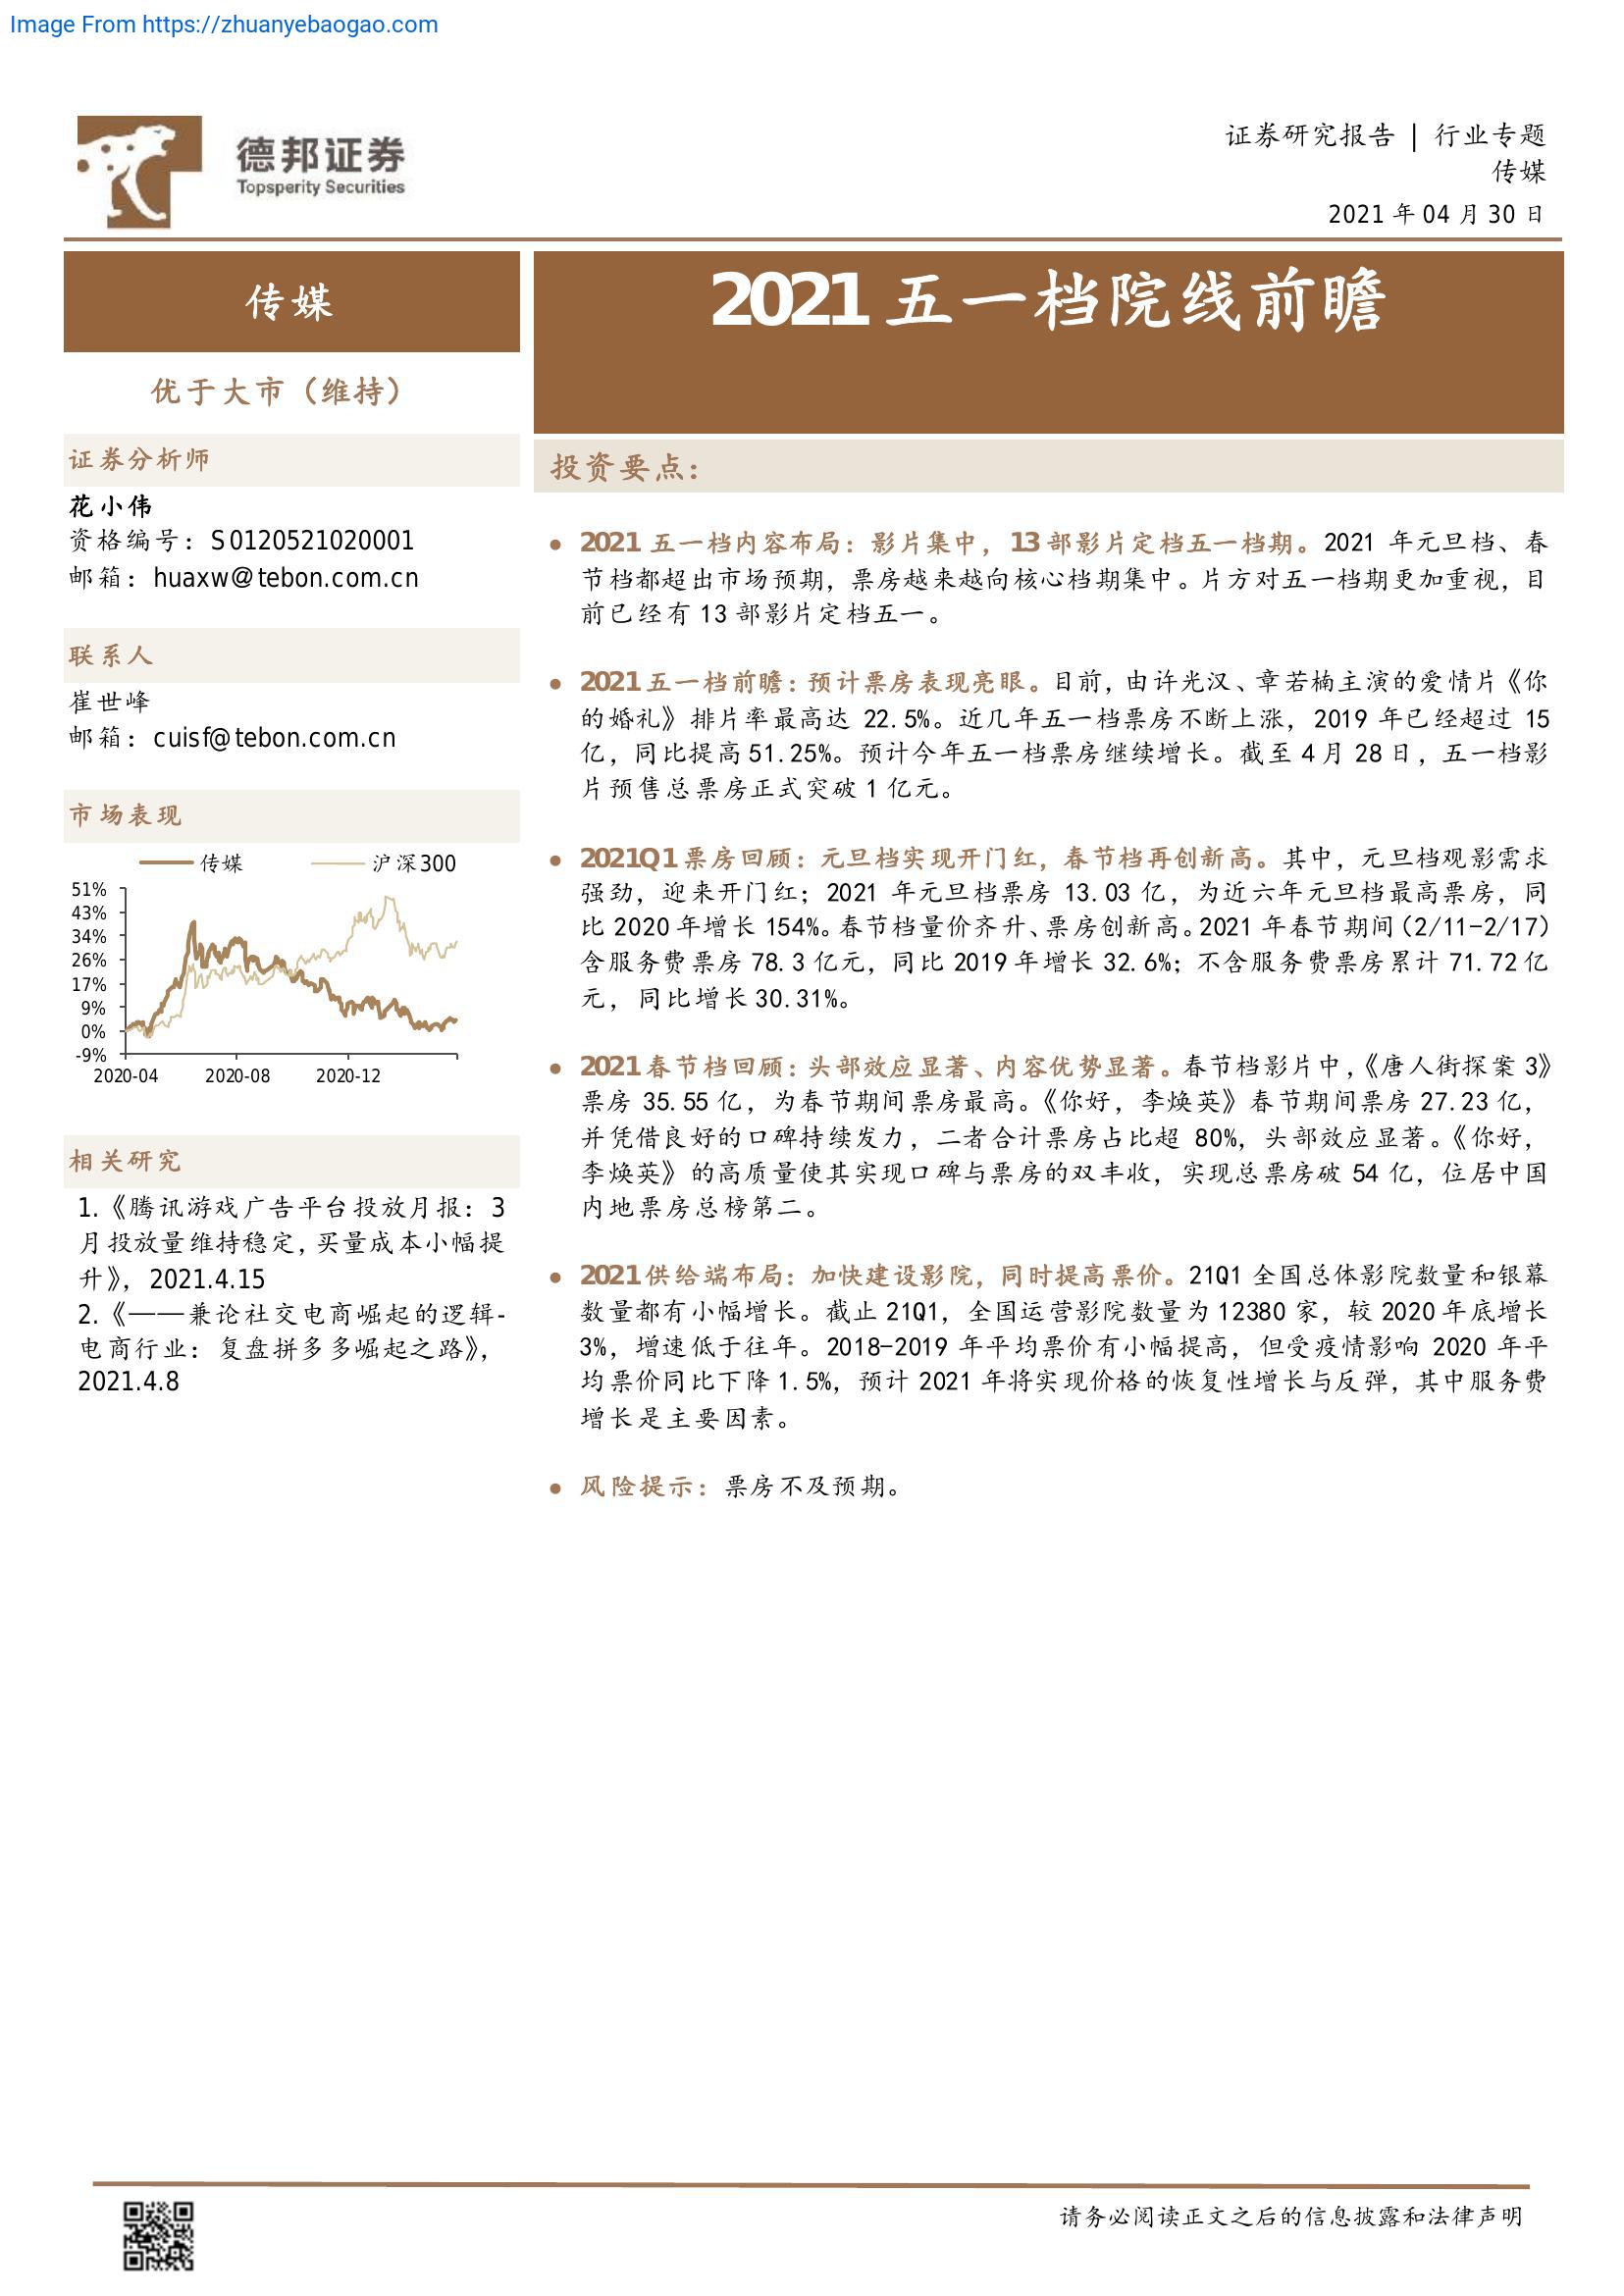 Image From https://zhuanyebaogao.com
德邦证券
Topsperity Securities
证券研究报告 | 行业专题
传媒
2021 年 04 月 30 日
传媒
优于大市（维持）
证券分析师
花小伟
资格编号：S0120521020001
邮箱：huaxw@tebon.com.cn
联系人
崔世峰
邮箱：cuisf@tebon.com.cn
市场表现
传媒 沪深300
51%
43%
34%
26%
17%
9%
0%
-9%
2020-04 2020-08 2020-12
相关研究
1.《腾讯游戏广告平台投放月报：3
月投放量维持稳定，买量成本小幅提
升》，2021.4.15
2.《——兼论社交电商崛起的逻辑-
电商行业：复盘拼多多崛起之路》，
2021.4.8
2021 五一档院线前瞻
投资要点：
● 2021 五一档内容布局：影片集中，13 部影片定档五一档期。2021 年元旦档、春
节档都超出市场预期，票房越来越向核心档期集中。片方对五一档期更加重视，目
前已经有 13 部影片定档五一。
● 2021 五一档前瞻：预计票房表现亮眼。目前，由许光汉、章若楠主演的爱情片《你
的婚礼》排片率最高达 22.5%。近几年五一档票房不断上涨，2019 年已经超过 15
亿，同比提高 51.25%。预计今年五一档票房继续增长。截至 4 月 28 日，五一档影
片预售总票房正式突破 1 亿元。
● 2021Q1 票房回顾：元旦档实现开门红，春节档再创新高。其中，元旦档观影需求
强劲，迎来开门红；2021 年元旦档票房 13.03 亿，为近六年元旦档最高票房，同
比 2020 年增长 154%。春节档量价齐升、票房创新高。2021 年春节期间（2/11-2/17）
含服务费票房 78.3 亿元，同比 2019 年增长 32.6%；不含服务费票房累计 71.72 亿
元，同比增长 30.31%。
● 2021 春节档回顾：头部效应显著、内容优势显著。春节档影片中，《唐人街探案 3》
票房 35.55 亿，为春节期间票房最高。《你好，李焕英》春节期间票房 27.23 亿，
并凭借良好的口碑持续发力，二者合计票房占比超 80%，头部效应显著。《你好，
李焕英》的高质量使其实现口碑与票房的双丰收，实现总票房破 54 亿，位居中国
内地票房总榜第二。
● 2021 供给端布局：加快建设影院，同时提高票价。21Q1 全国总体影院数量和银幕
数量都有小幅增长。截止 21Q1，全国运营影院数量为 12380 家，较 2020 年底增长
3%，增速低于往年。2018-2019 年平均票价有小幅提高，但受疫情影响 2020 年平
均票价同比下降 1.5%，预计 2021 年将实现价格的恢复性增长与反弹，其中服务费
增长是主要因素。
● 风险提示：票房不及预期。
请务必阅读正文之后的信息披露和法律声明